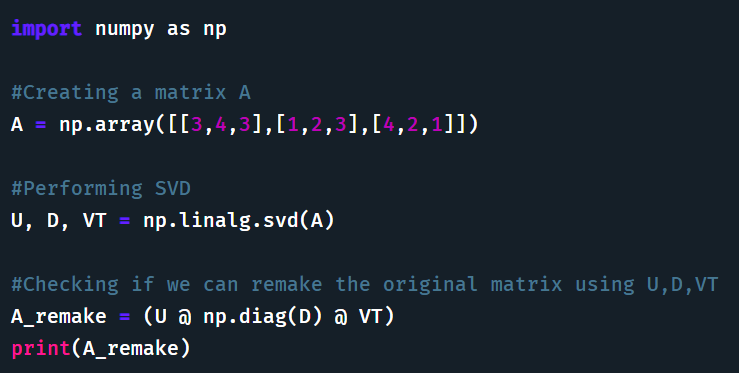 import numpy as np
#Creating a matrix A
A = np.array([[3,4,3],[1,2,3],[4,2,1]])
#Performing SVD
U, D, VT = np.linalg.svd(A)
#Checking if we can remake the original matrix using U,D,VT
A_remake = (U @ np.diag(D) @ VT)
print(A_remake)